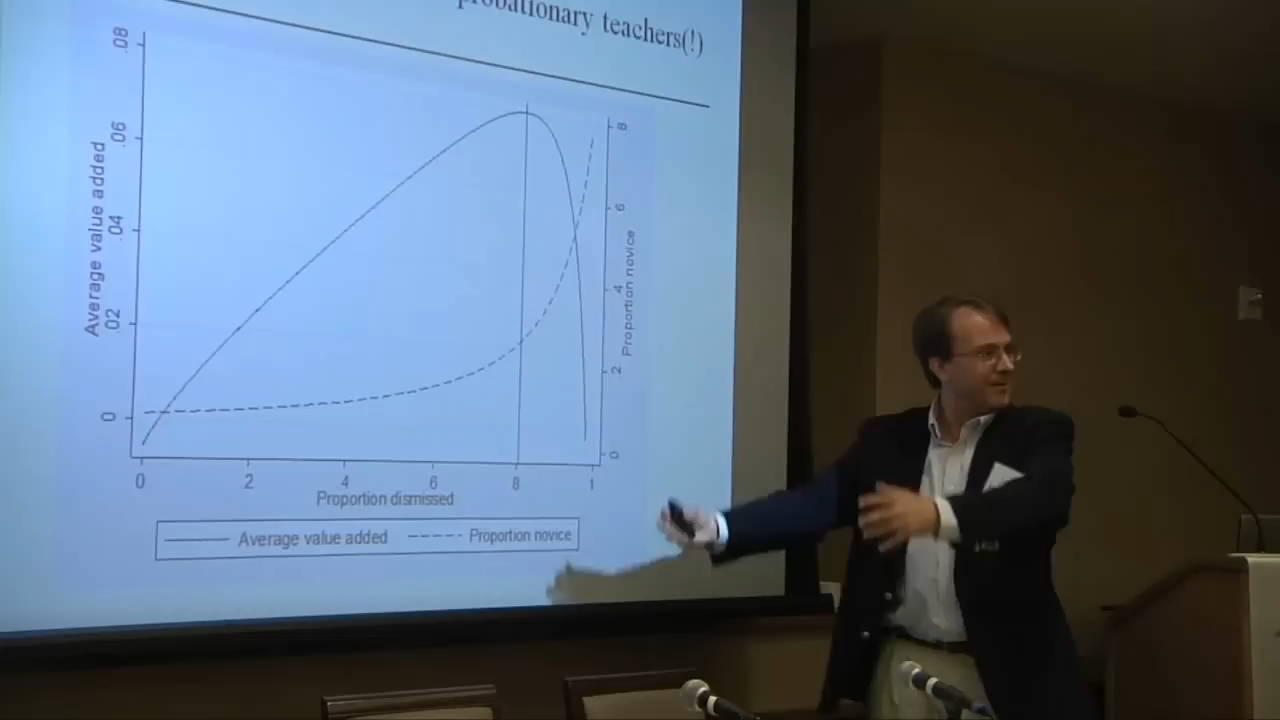 probationary teachers(!)
Average value added
0
.02
.04
.06
.08
Proportion novice
0
.2
.4
.6
.8
0
.2
.4
.6
.8
1
Proportion dismissed
Average value added
Proportion novice